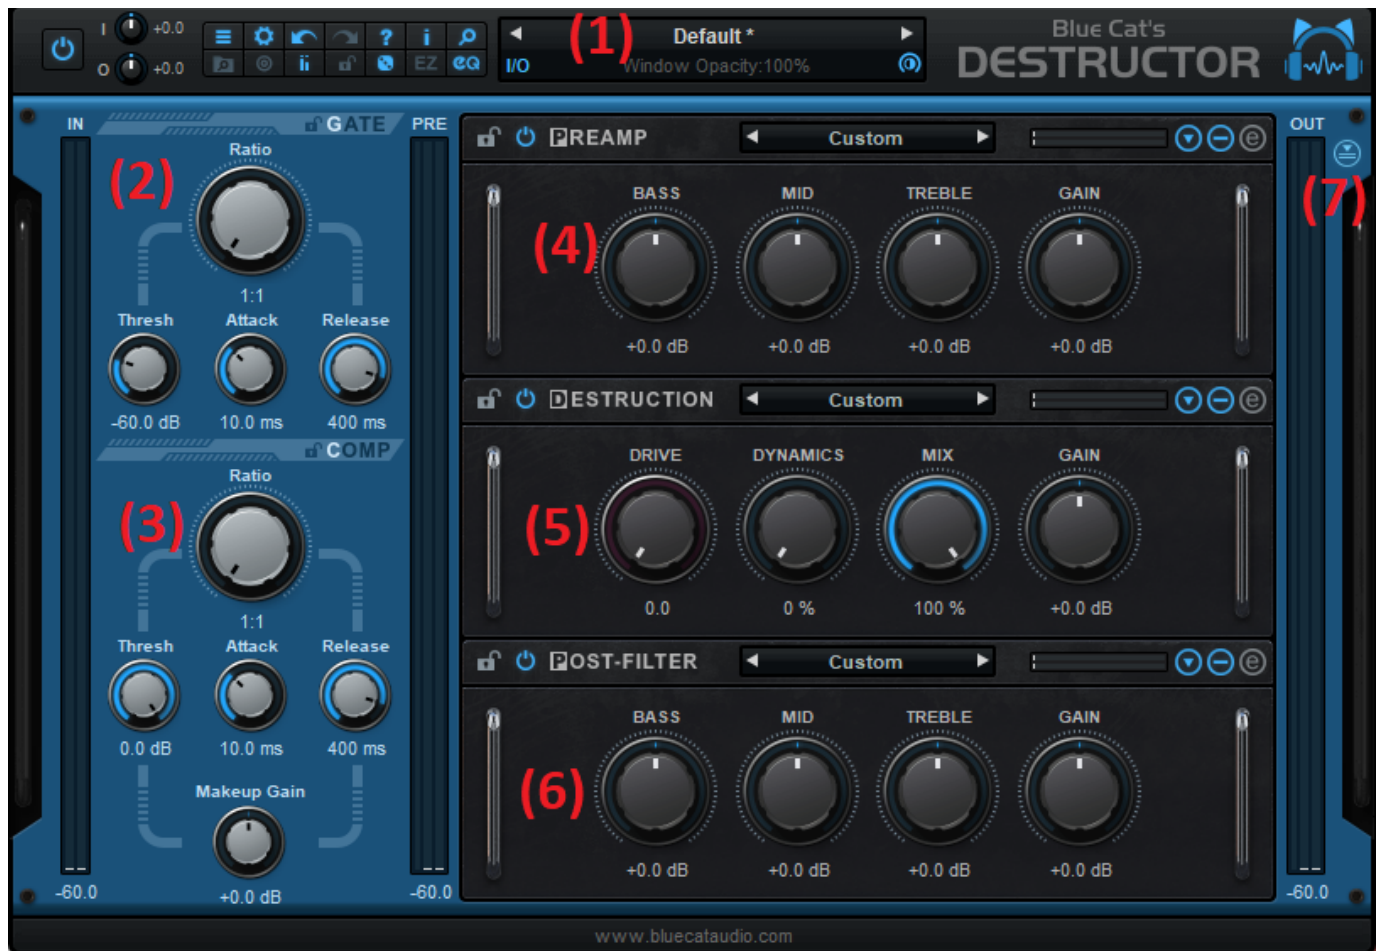 I +0.0
O +0.0
? i
EZ eQ
(1)
Default *
I/O Window Opacity:100%
Blue Cat's
DESTRUCTOR
IN
GATE
PRE
(2)
Ratio
1:1
Thresh Attack Release
-60.0 dB 10.0 ms 400 ms
COMP
(3)
Ratio
1:1
Thresh Attack Release
0.0 dB 10.0 ms 400 ms
Makeup Gain
+0.0 dB
-60.0
-60.0
PREAMP Custom e
(4)
BASS MID TREBLE GAIN
+0.0 dB +0.0 dB +0.0 dB +0.0 dB
DESTRUCTION Custom e
(5)
DRIVE DYNAMICS MIX GAIN
0.0 0 % 100 % +0.0 dB
POST-FILTER Custom e
(6)
BASS MID TREBLE GAIN
+0.0 dB +0.0 dB +0.0 dB +0.0 dB
OUT
(7)
-60.0
www.bluecataudio.com